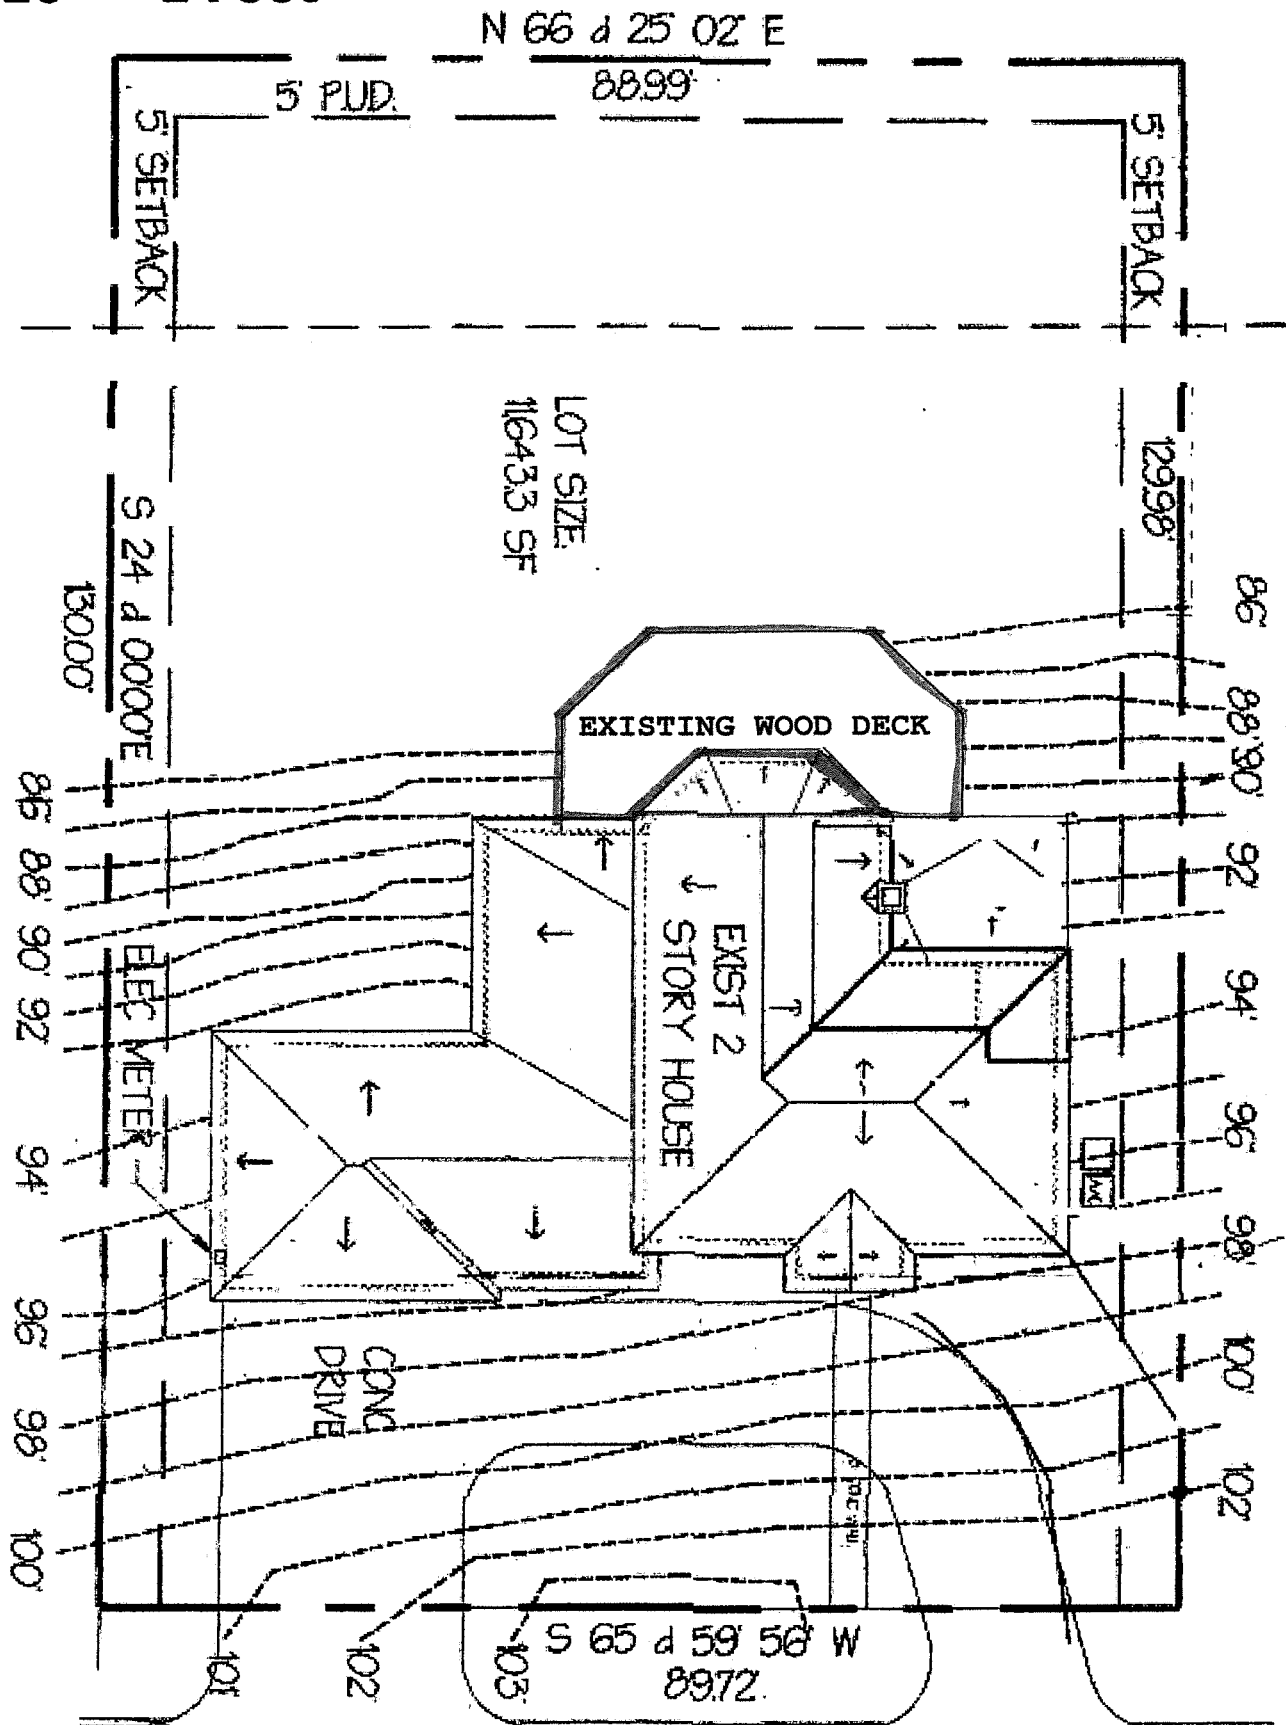 N 66 d 25' 02" E
88.99'
5' P.U.D.
5' SETBACK
5' SETBACK
LOT SIZE:
11,643.3 SF
129.98'
S 24 d 00'00"E
130.00'
86'
88'
90'
92'
94'
96'
98'
100'
102'
EXISTING WOOD DECK
EXIST 2
STORY HOUSE
86'
88'
90'
92'
94'
96'
98'
100'
ELEC METER
CONC
DRIVE
101'
102'
103'
S 65 d 59' 56" W
89.72'